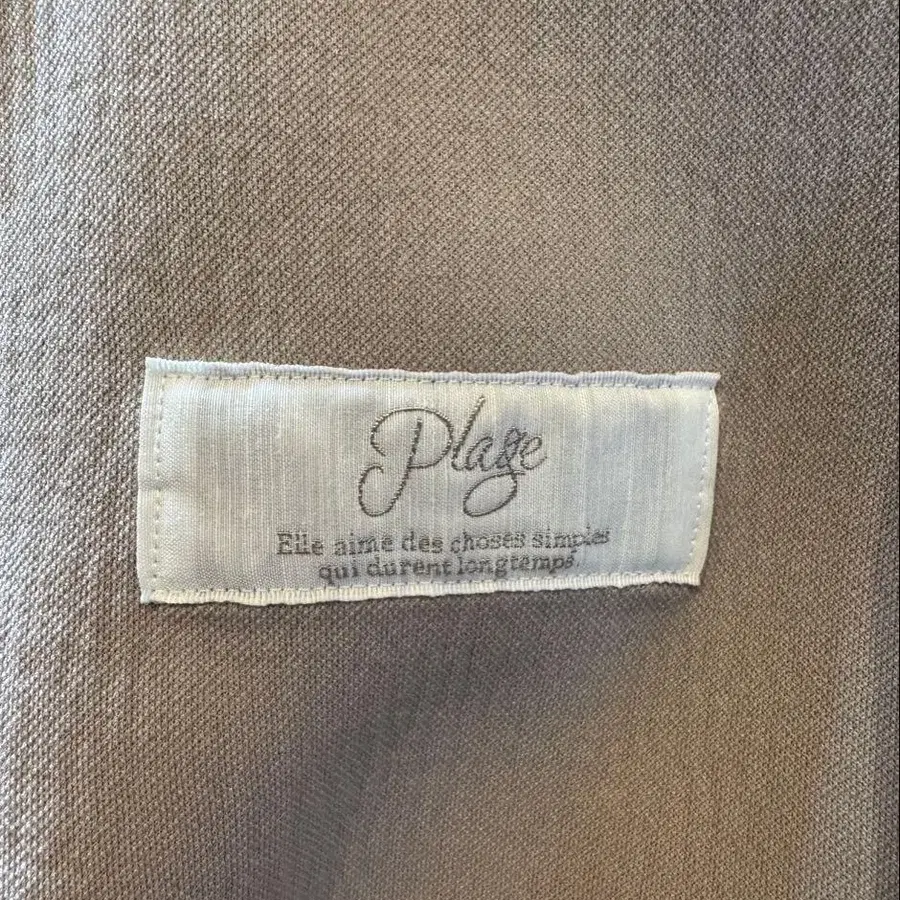 Plage
Elle aime des choses simples
qui durent longtemps.